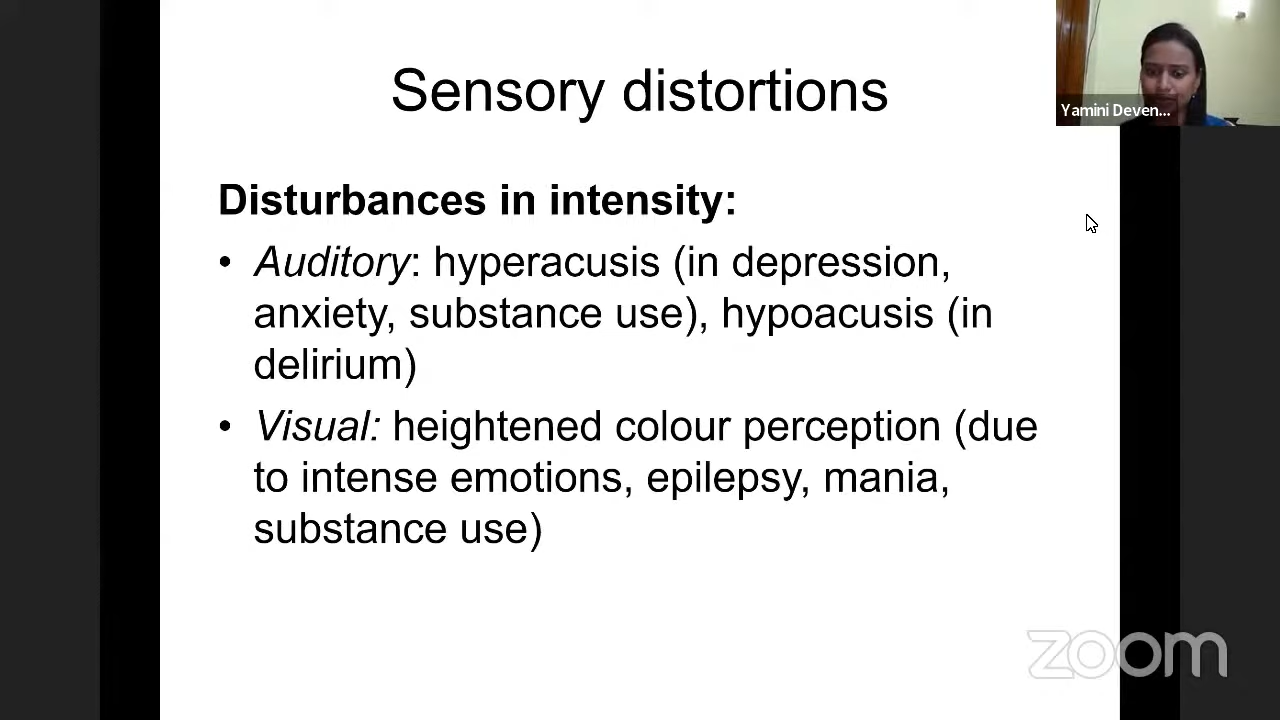 Sensory distortions
Yamini Deven...
Disturbances in intensity:
• Auditory: hyperacusis (in depression,
anxiety, substance use), hypoacusis (in
delirium)
• Visual: heightened colour perception (due
to intense emotions, epilepsy, mania,
substance use)
zoom